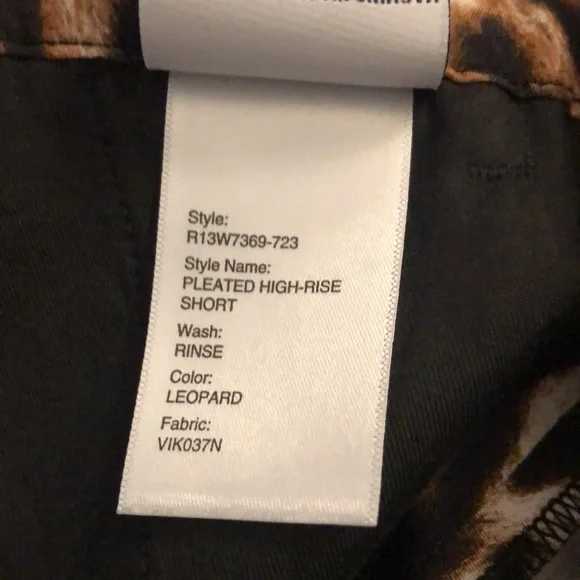 Style:
R13W7369-723
Style Name:
PLEATED HIGH-RISE
SHORT
Wash:
RINSE
Color:
LEOPARD
Fabric:
VIK037N